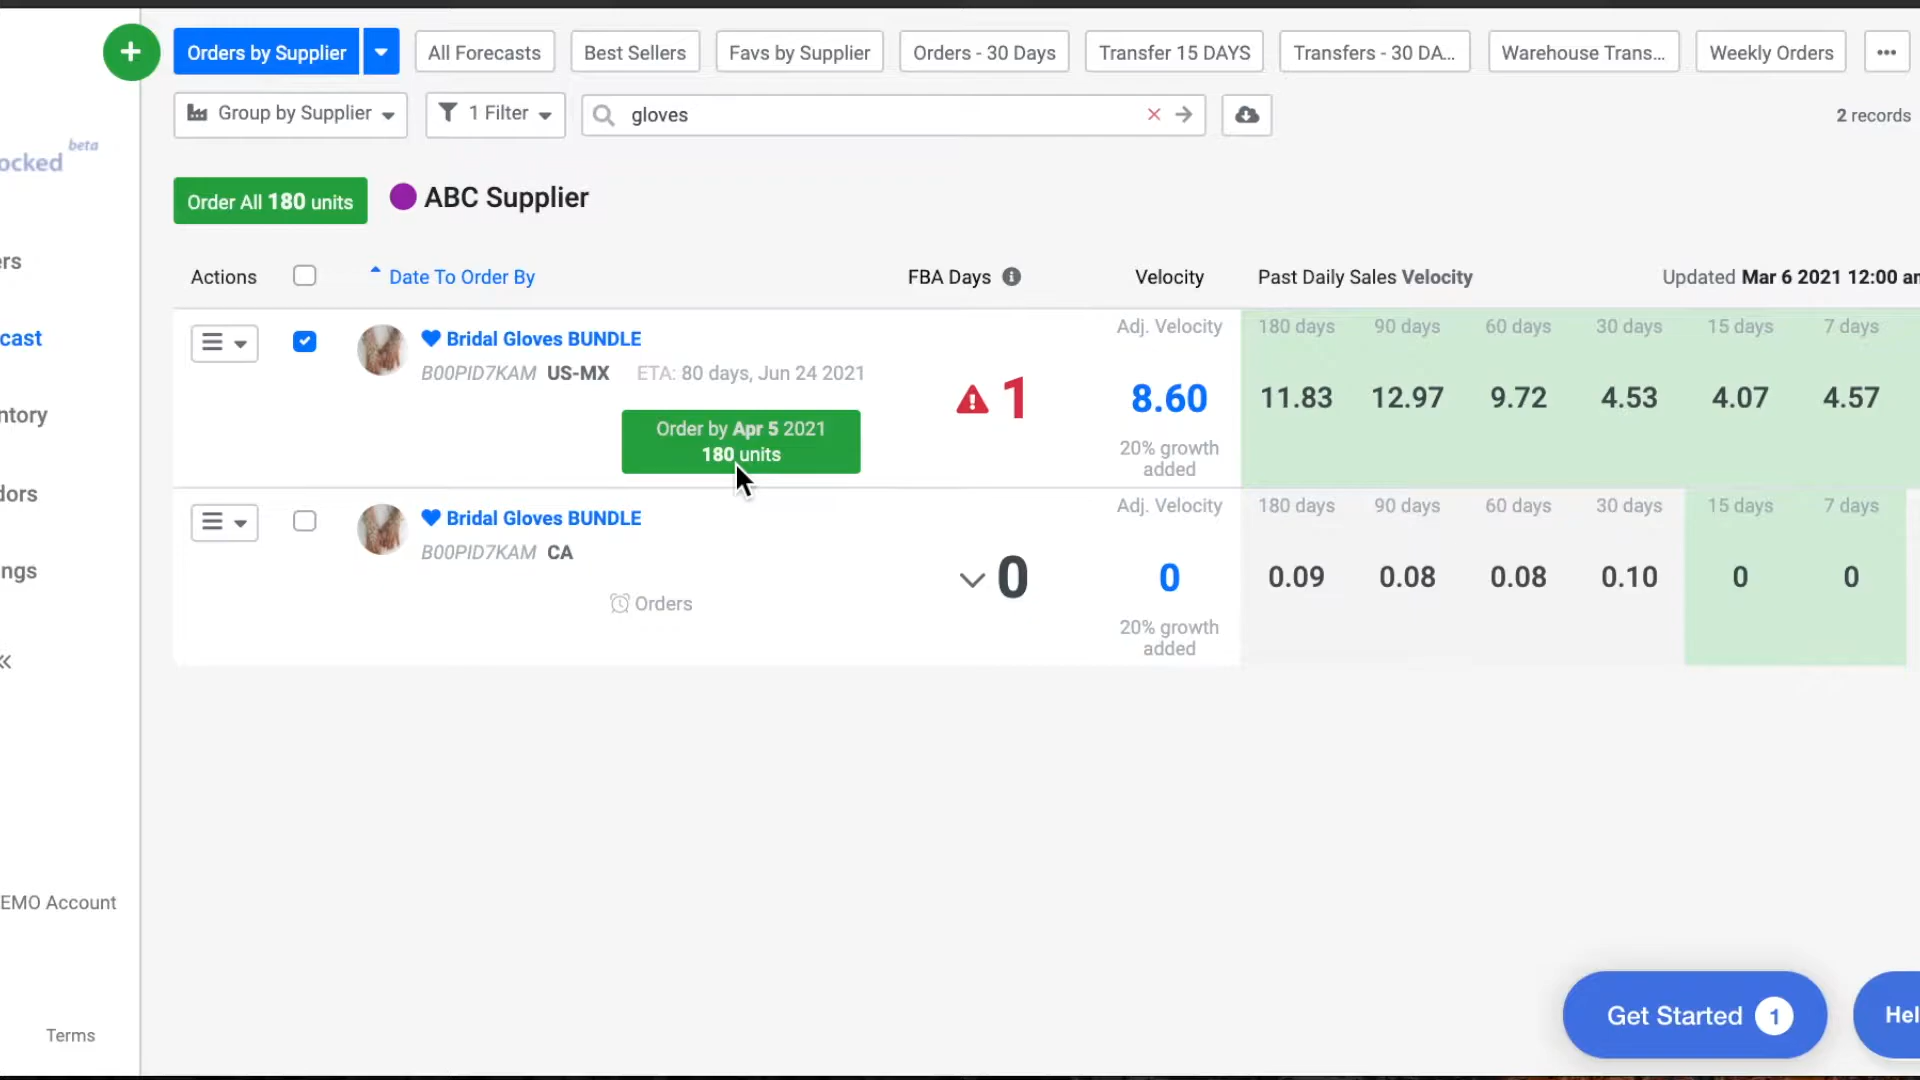 Orders by Supplier All Forecasts Best Sellers Favs by Supplier Orders - 30 Days Transfer 15 DAYS Transfers - 30 DA... Warehouse Trans... Weekly Orders ...
Group by Supplier 1 Filter gloves 2 records
beta
ocked
Order All 180 units ABC Supplier
ers
Actions Date To Order By FBA Days Velocity Past Daily Sales Velocity Updated Mar 6 2021 12:00 am
cast
Bridal Gloves BUNDLE Adj. Velocity 180 days 90 days 60 days 30 days 15 days 7 days
B00PID7KAM US-MX ETA: 80 days, Jun 24 2021
1 8.60 11.83 12.97 9.72 4.53 4.07 4.57
ntory
Order by Apr 5 2021
180 units
20% growth
added
dors
Bridal Gloves BUNDLE Adj. Velocity 180 days 90 days 60 days 30 days 15 days 7 days
B00PID7KAM CA
ngs
0 0 0.09 0.08 0.08 0.10 0 0
Orders
20% growth
added
EMO Account
Get Started 1
Hel
Terms